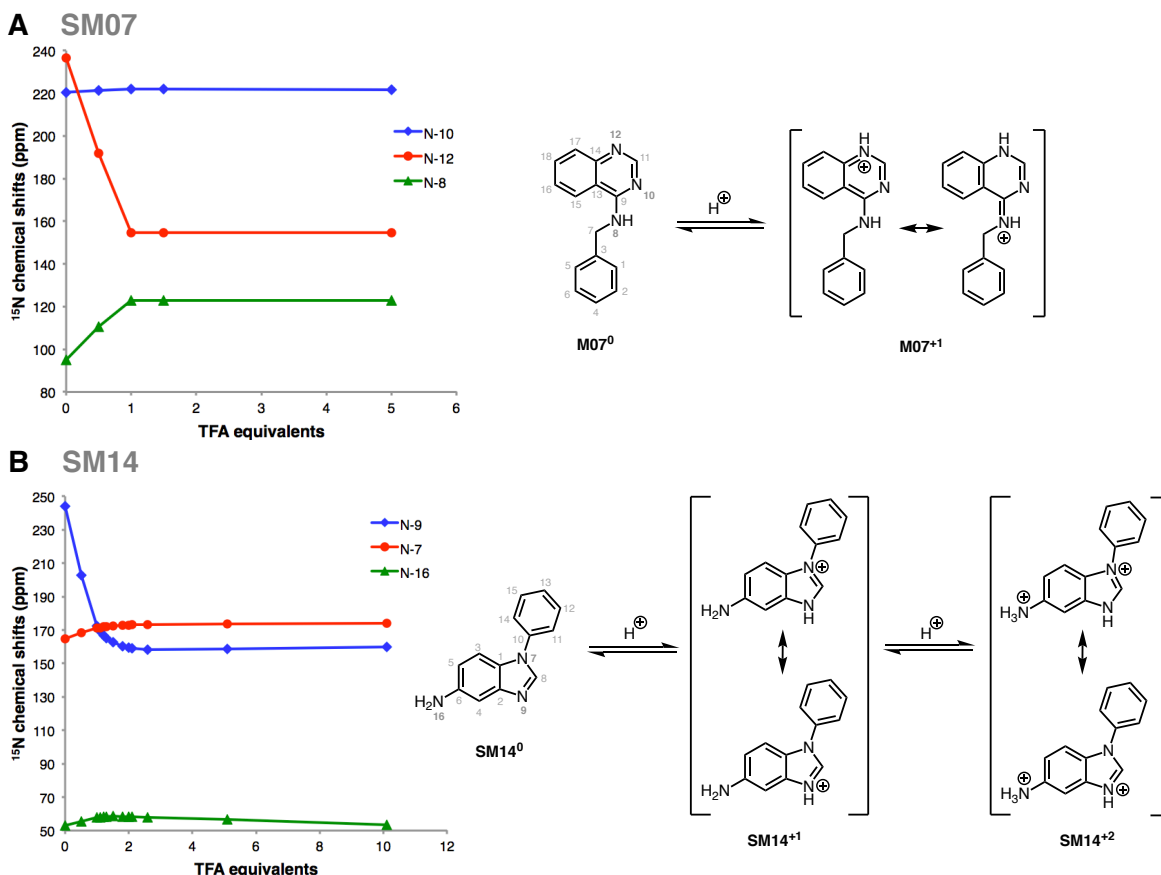 A SM07
240
220
200
180
160
140
120
100
80
¹⁵N chemical shifts (ppm)
0 1 2 3 4 5 6
TFA equivalents
N-10
N-12
N-8
17 14 N 12
18 11
16 13 N 10
15 9
NH
7 8
3
5 1
6 2
4
M07⁰
H⊕
H
N
⊕
N
NH
H
N
N
NH
⊕
M07⁺¹
B SM14
250
230
210
190
170
150
130
110
90
70
50
¹⁵N chemical shifts (ppm)
0 2 4 6 8 10 12
TFA equivalents
N-9
N-7
N-16
15 13
14 12
10 11
3 1 N 7
5 8
H₂N 6 2 N
16 4 9
SM14⁰
H⊕
N⊕
H₂N N
H
N
H₂N N⊕
H
SM14⁺¹
H⊕
N⊕
⊕
H₃N N
H
N
⊕
H₃N N⊕
H
SM14⁺²